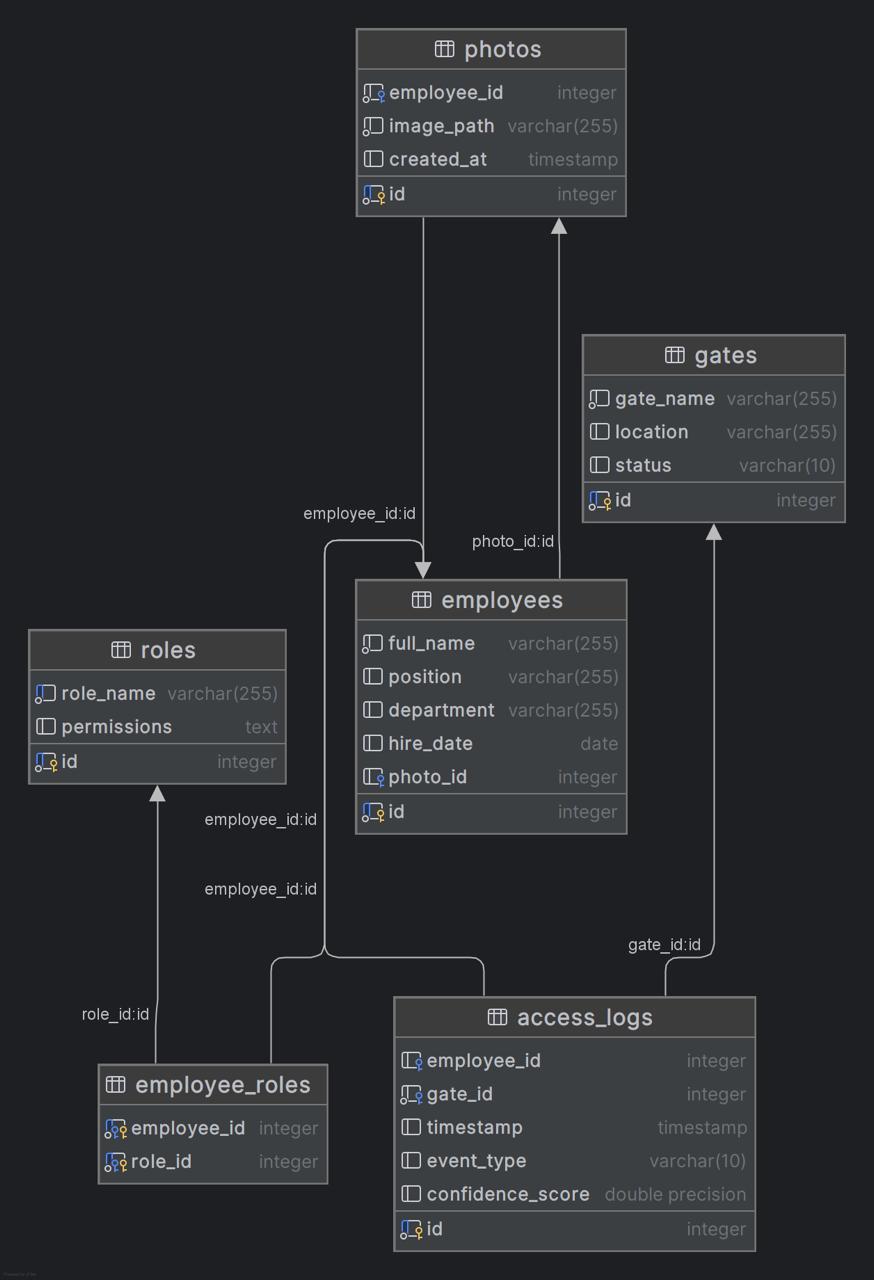 photos
employee_id integer
image_path varchar(255)
created_at timestamp
id integer
gates
gate_name varchar(255)
location varchar(255)
status varchar(10)
id integer
employee_id:id
photo_id:id
employees
full_name varchar(255)
position varchar(255)
department varchar(255)
hire_date date
photo_id integer
id integer
roles
role_name varchar(255)
permissions text
id integer
employee_id:id
employee_id:id
gate_id:id
role_id:id
access_logs
employee_id integer
gate_id integer
timestamp timestamp
event_type varchar(10)
confidence_score double precision
id integer
employee_roles
employee_id integer
role_id integer